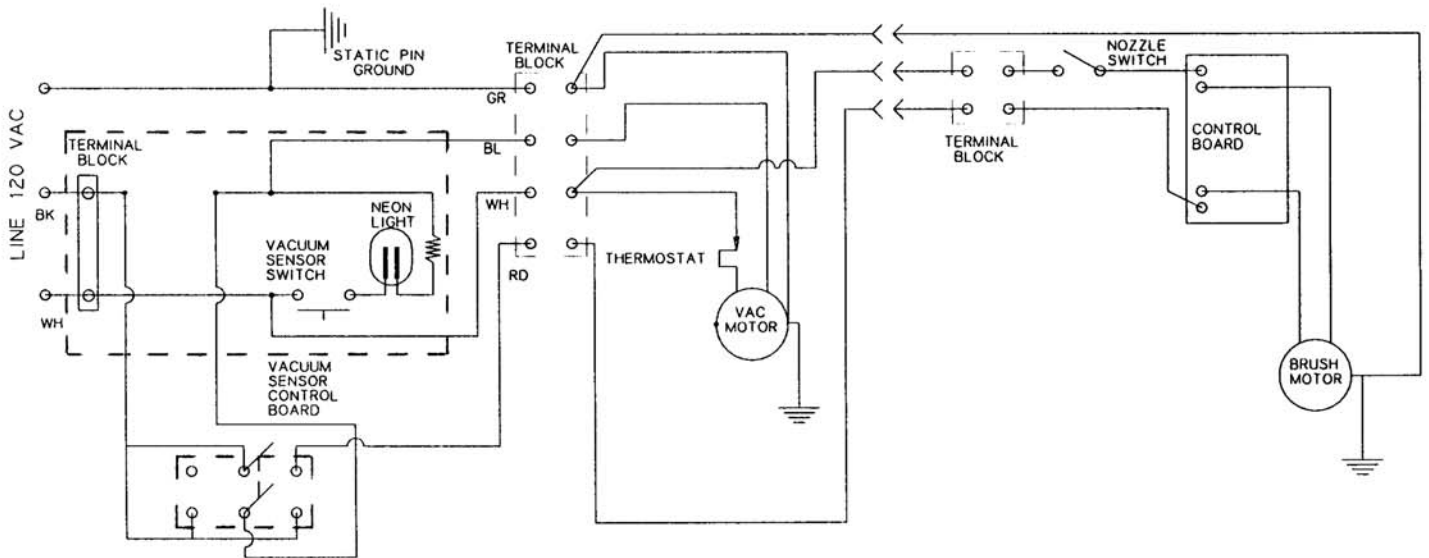 STATIC PIN
GROUND
TERMINAL
BLOCK
NOZZLE
SWITCH
GR
LINE 120 VAC
TERMINAL
BLOCK
BL
TERMINAL
BLOCK
CONTROL
BOARD
BK
NEON
LIGHT
WH
VACUUM
SENSOR
SWITCH
THERMOSTAT
RD
WH
VAC
MOTOR
VACUUM
SENSOR
CONTROL
BOARD
BRUSH
MOTOR